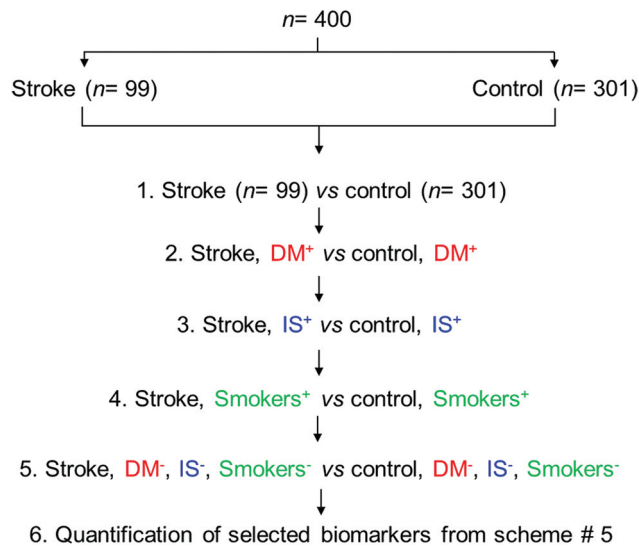 n= 400
Stroke (n= 99) Control (n= 301)
1. Stroke (n= 99) vs control (n= 301)
2. Stroke, DM⁺ vs control, DM⁺
3. Stroke, IS⁺ vs control, IS⁺
4. Stroke, Smokers⁺ vs control, Smokers⁺
5. Stroke, DM⁻, IS⁻, Smokers⁻ vs control, DM⁻, IS⁻, Smokers⁻
6. Quantification of selected biomarkers from scheme # 5